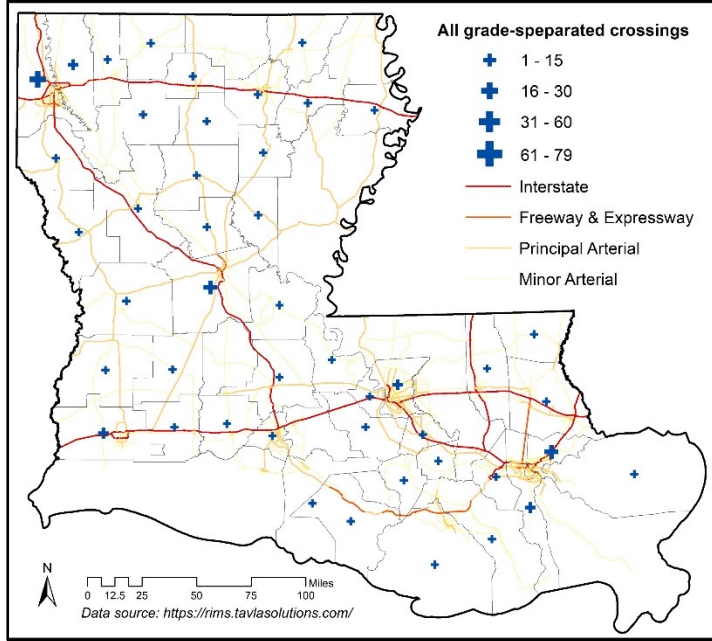 All grade-speparated crossings
1 - 15
16 - 30
31 - 60
61 - 79
Interstate
Freeway & Expressway
Principal Arterial
Minor Arterial
N
0 12.5 25 50 75 100 Miles
Data source: https://rims.tavlasolutions.com/